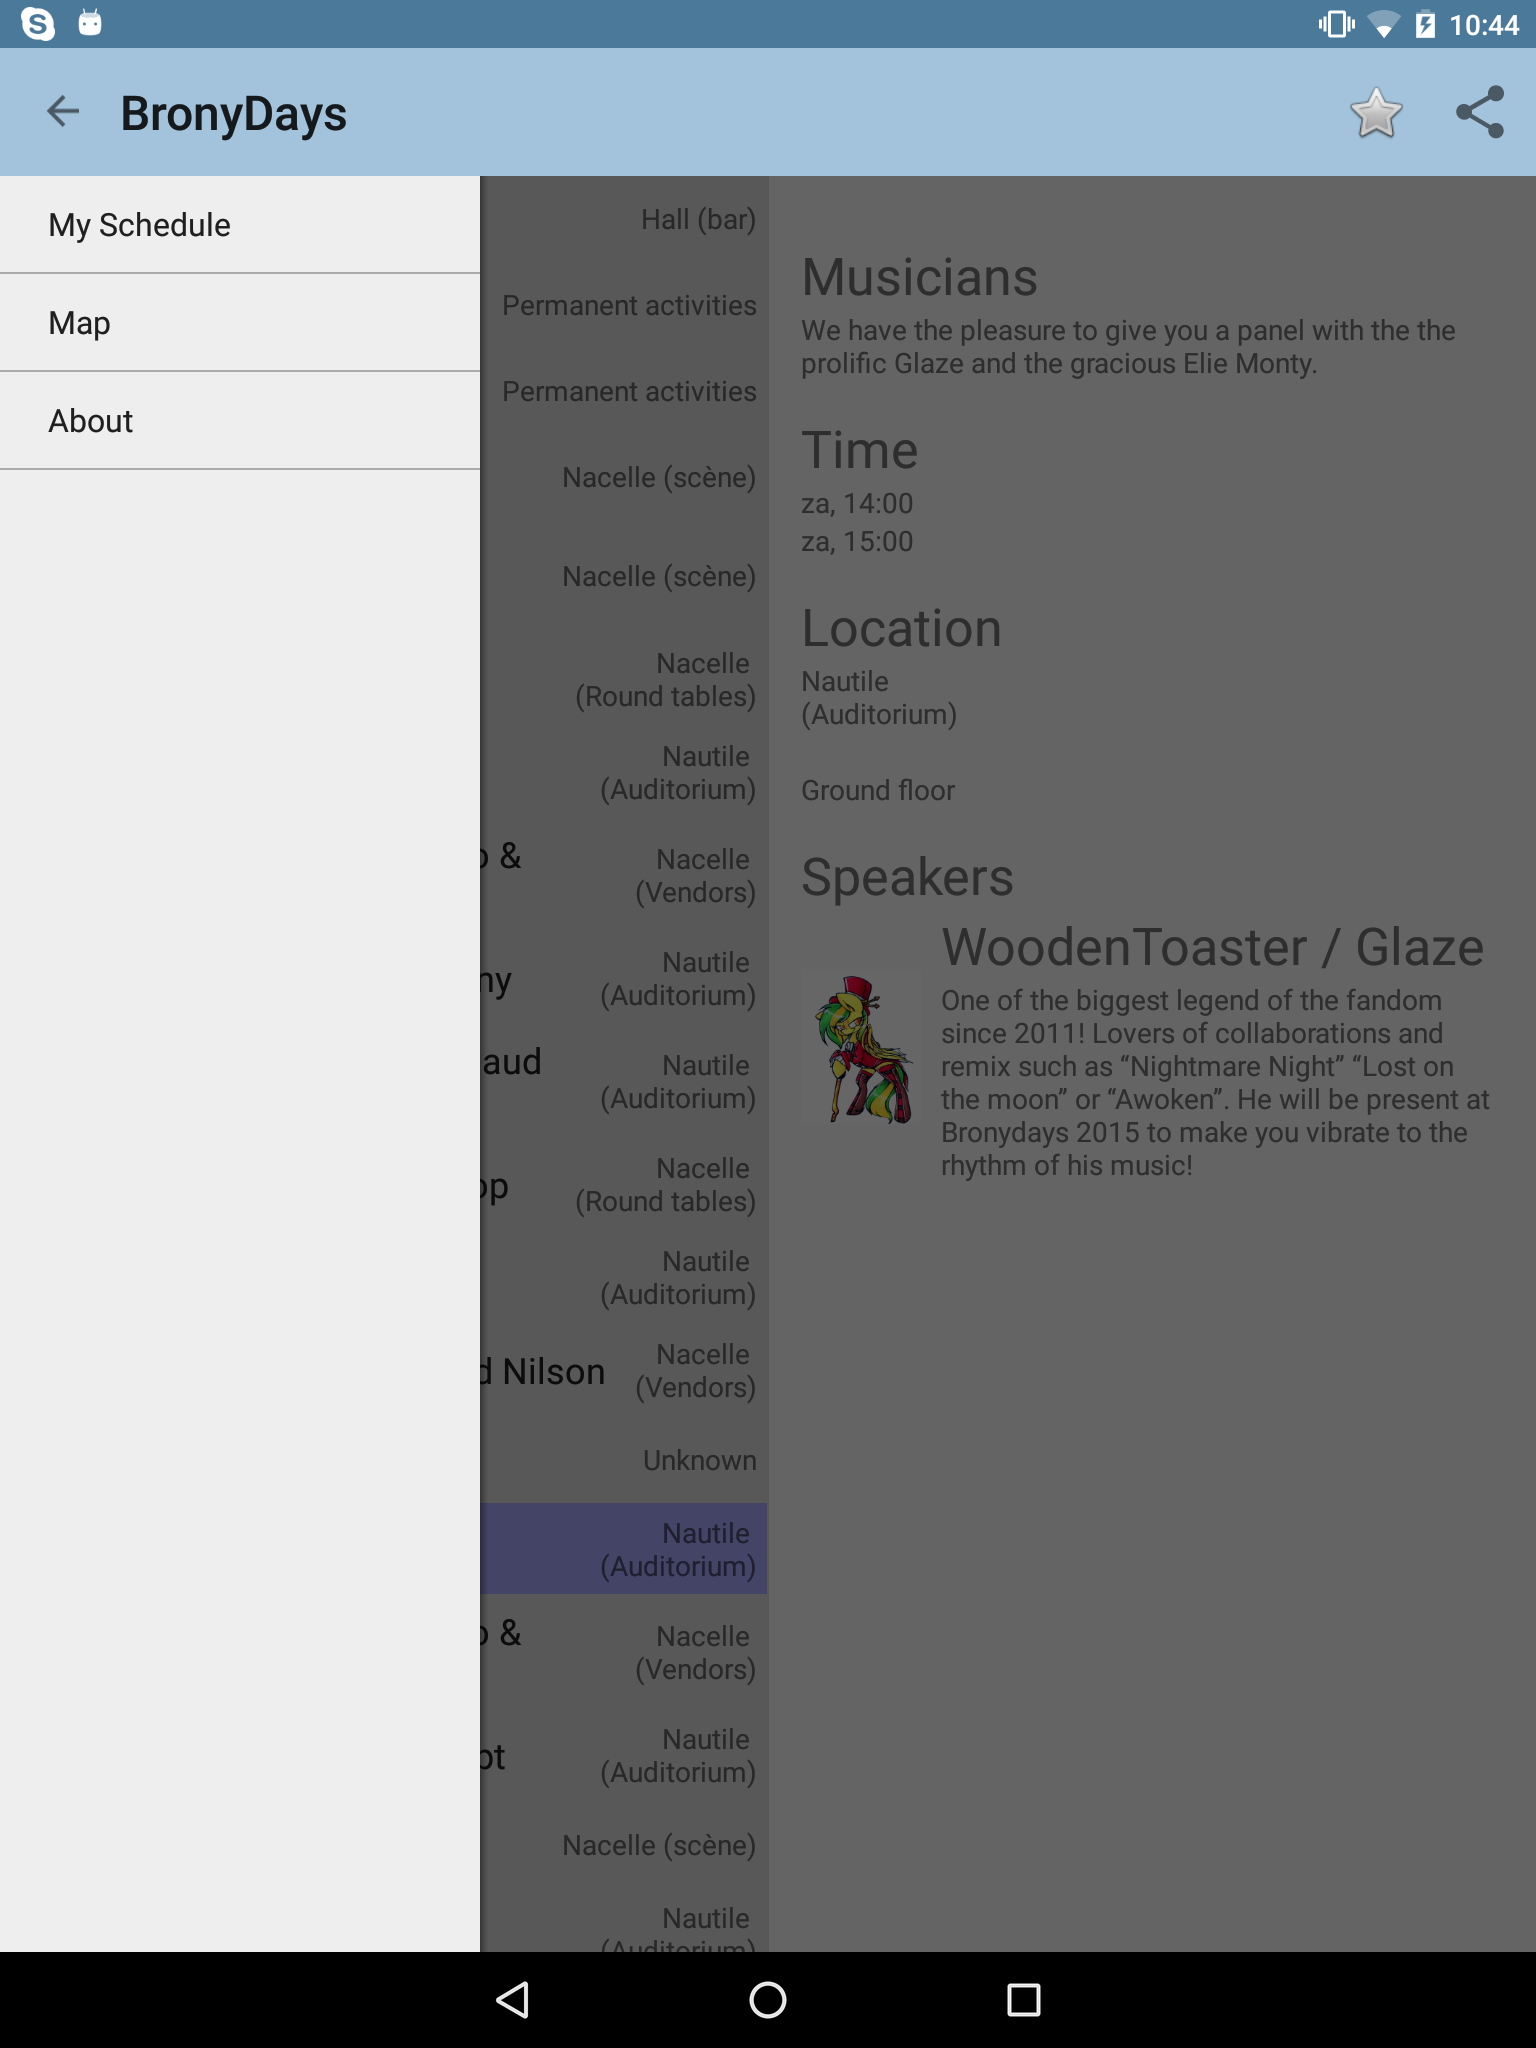 10:44
BronyDays
My Schedule
Map
About
Hall (bar)
Permanent activities
Permanent activities
Nacelle (scène)
Nacelle (scène)
Nacelle
(Round tables)
Nautile
(Auditorium)
&
Nacelle
(Vendors)
ny
Nautile
(Auditorium)
aud
Nautile
(Auditorium)
op
Nacelle
(Round tables)
Nautile
(Auditorium)
d Nilson
Nacelle
(Vendors)
Unknown
Nautile
(Auditorium)
&
Nacelle
(Vendors)
pt
Nautile
(Auditorium)
Nacelle (scène)
Nautile
(Auditorium)
Musicians
We have the pleasure to give you a panel with the the
prolific Glaze and the gracious Elie Monty.
Time
za, 14:00
za, 15:00
Location
Nautile
(Auditorium)
Ground floor
Speakers
WoodenToaster / Glaze
One of the biggest legend of the fandom
since 2011! Lovers of collaborations and
remix such as “Nightmare Night” “Lost on
the moon” or “Awoken”. He will be present at
Bronydays 2015 to make you vibrate to the
rhythm of his music!